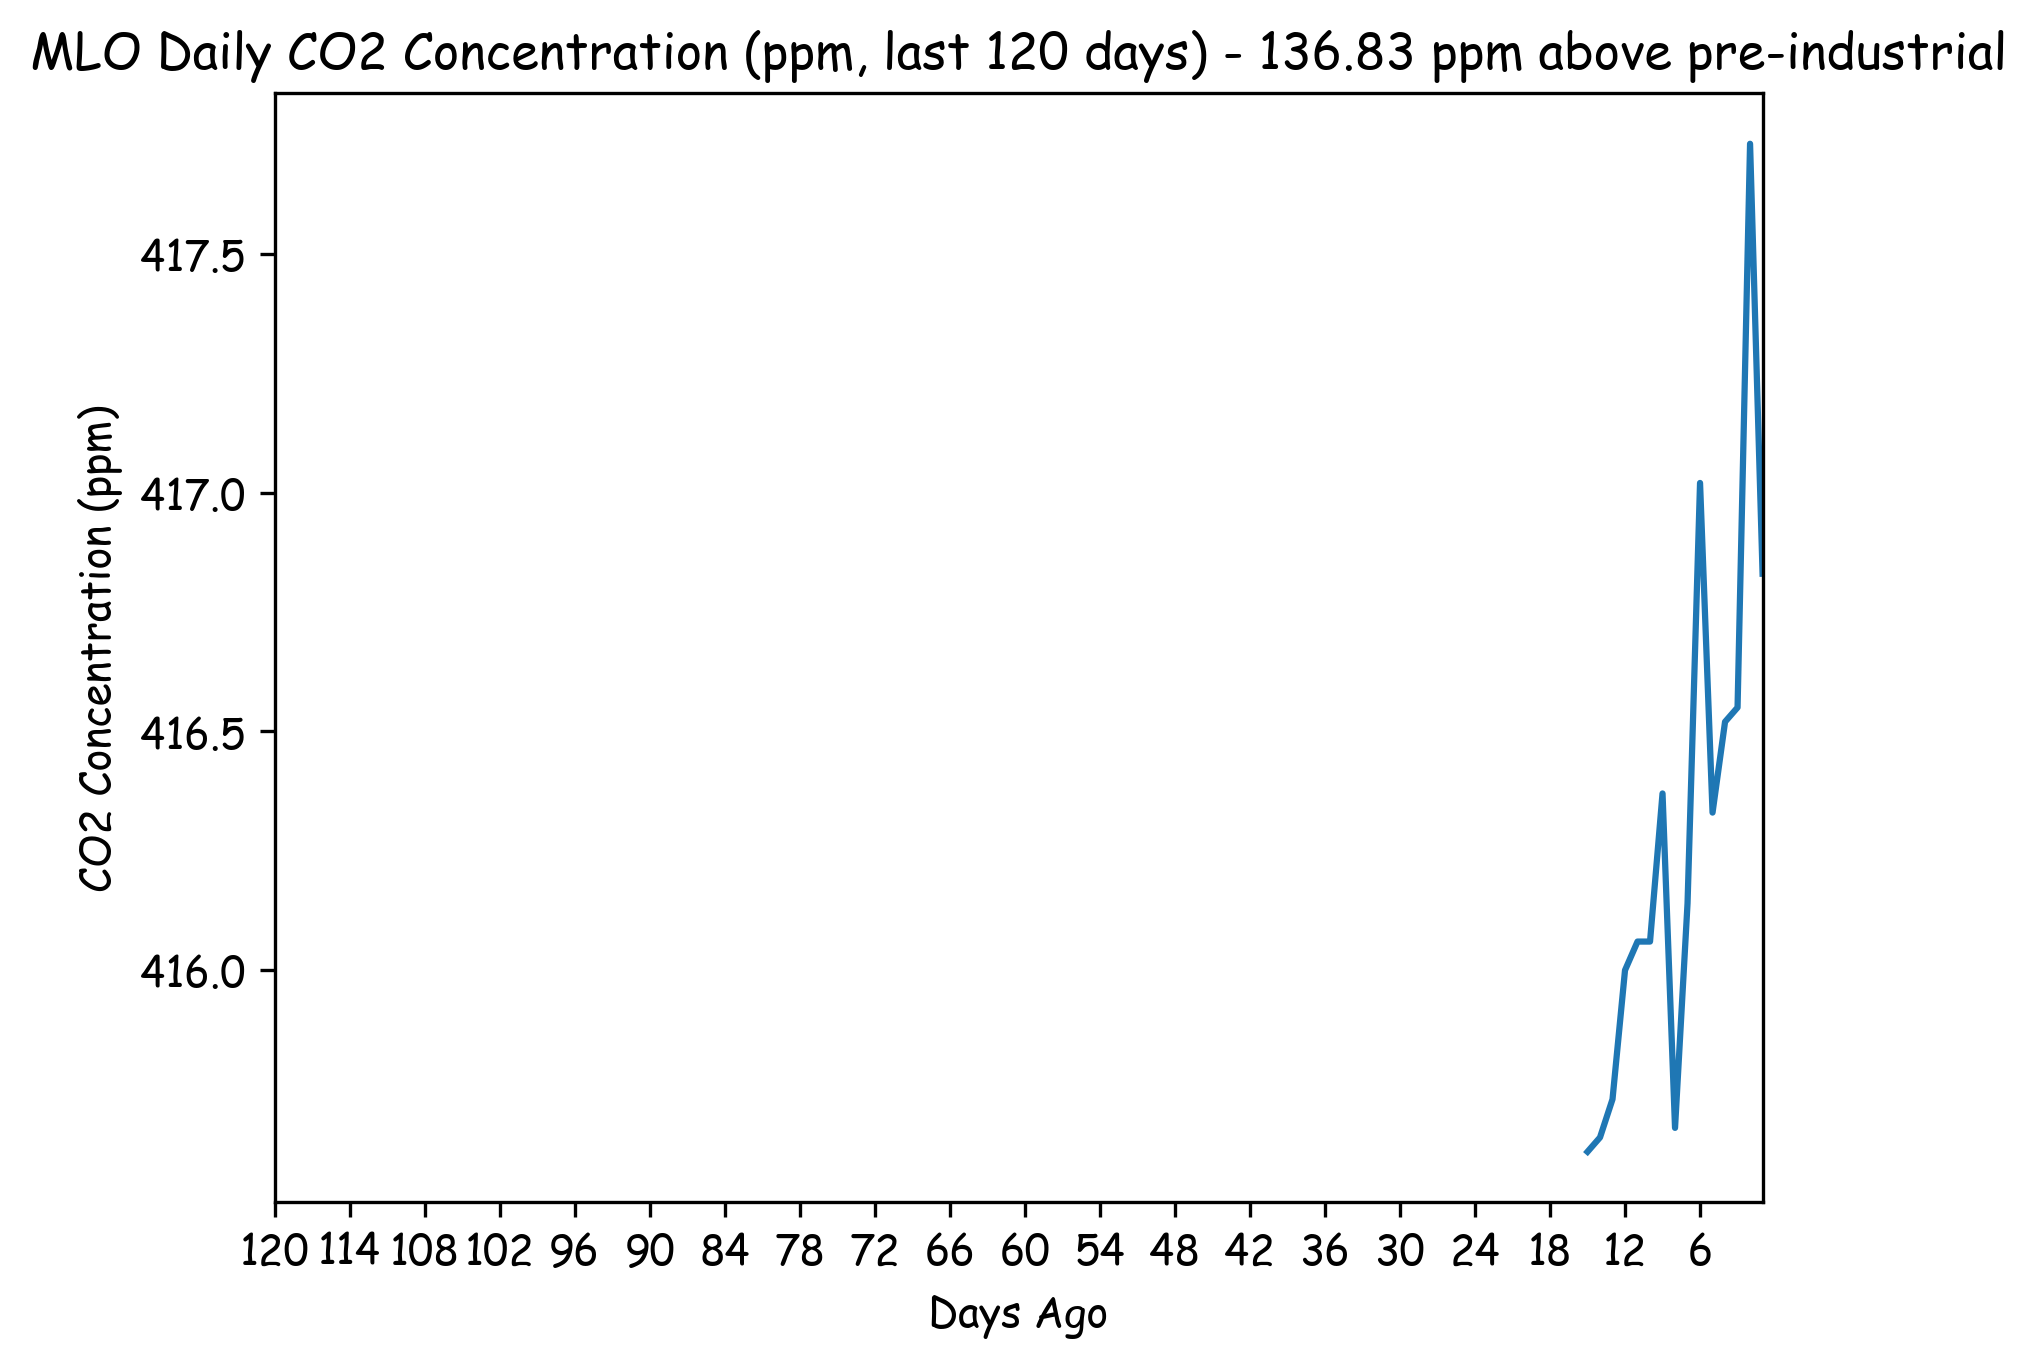 MLO Daily CO2 Concentration (ppm, last 120 days) - 136.83 ppm above pre-industrial
417.5
417.0
416.5
416.0
CO2 Concentration (ppm)
120 114 108 102 96 90 84 78 72 66 60 54 48 42 36 30 24 18 12 6
Days Ago